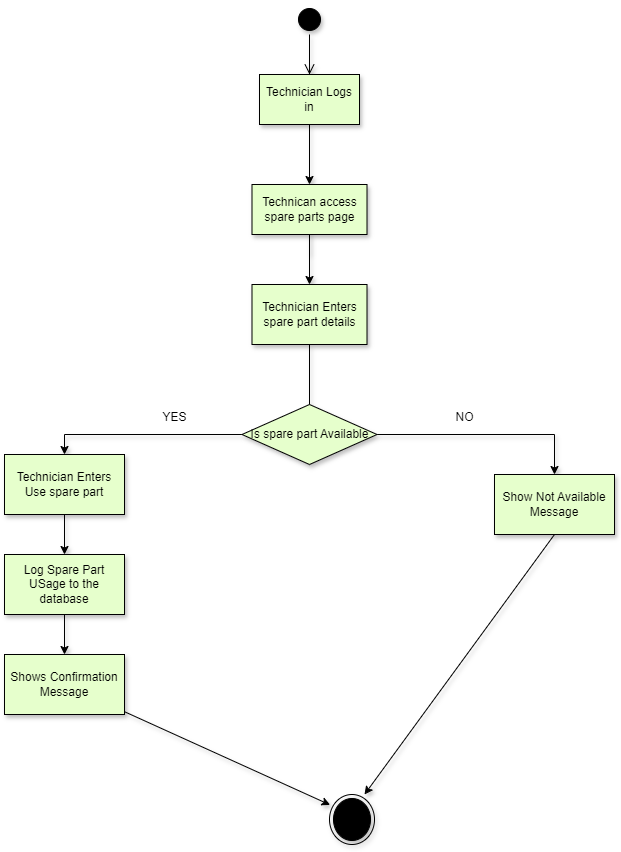 Technician Logs
in
Technican access
spare parts page
Technician Enters
spare part details
YES
Is spare part Available
NO
Technician Enters
Use spare part
Show Not Available
Message
Log Spare Part
USage to the
database
Shows Confirmation
Message